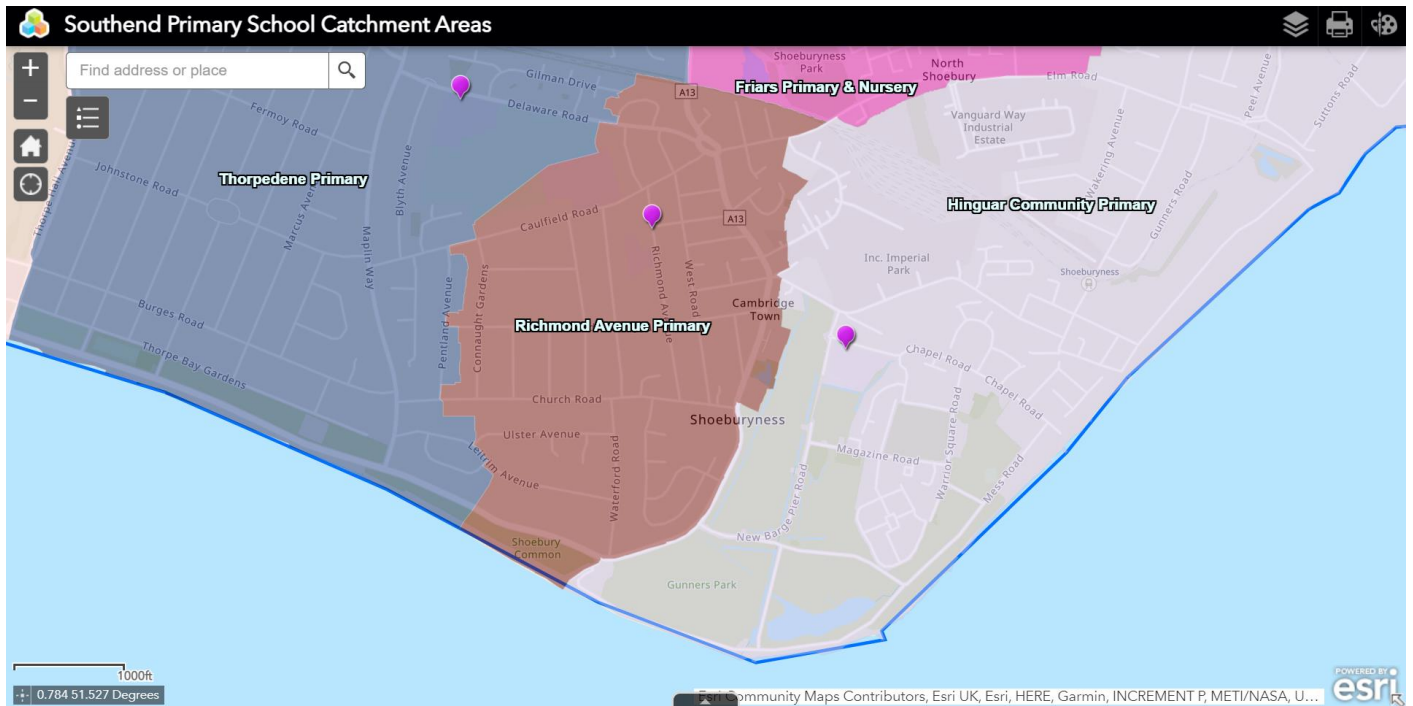 Southend Primary School Catchment Areas
+
Find address or place
−
Shoeburyness
Park
North
Shoebury
Elm Road
Gilman Drive
A13
Friars Primary & Nursery
Peel Avenue
Suttons Road
Delaware Road
Fermoy Road
Vanguard Way
Industrial
Estate
Wakering Avenue
Johnstone Road
Thorpedene Primary
Blyth Avenue
Thorpe Hall Avenue
Marcus Avenue
Maplin Way
Caulfield Road
A13
Hinguar Community Primary
Gunners Road
Richmond Avenue
West Road
Inc. Imperial
Park
Shoeburyness
Pentland Avenue
Connaught Gardens
Cambridge
Town
Burges Road
Richmond Avenue Primary
Thorpe Bay Gardens
Chapel Road
Chapel Road
Church Road
Shoeburyness
Ulster Avenue
Warrior Square Road
Leitrim Avenue
Waterford Road
Magazine Road
Mess Road
New Barge Pier Road
Shoebury
Common
Gunners Park
1000ft
0.784 51.527 Degrees
Esri Community Maps Contributors, Esri UK, Esri, HERE, Garmin, INCREMENT P, METI/NASA, U...
POWERED BY
esri